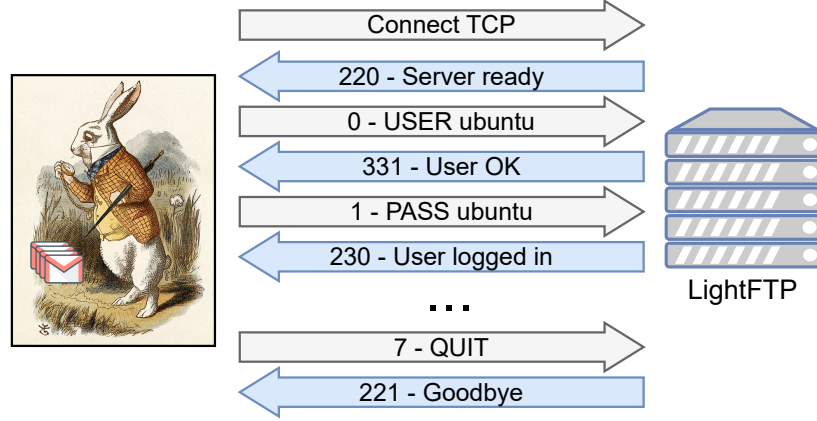 Connect TCP
220 - Server ready
0 - USER ubuntu
331 - User OK
1 - PASS ubuntu
230 - User logged in
LightFTP
...
7 - QUIT
221 - Goodbye